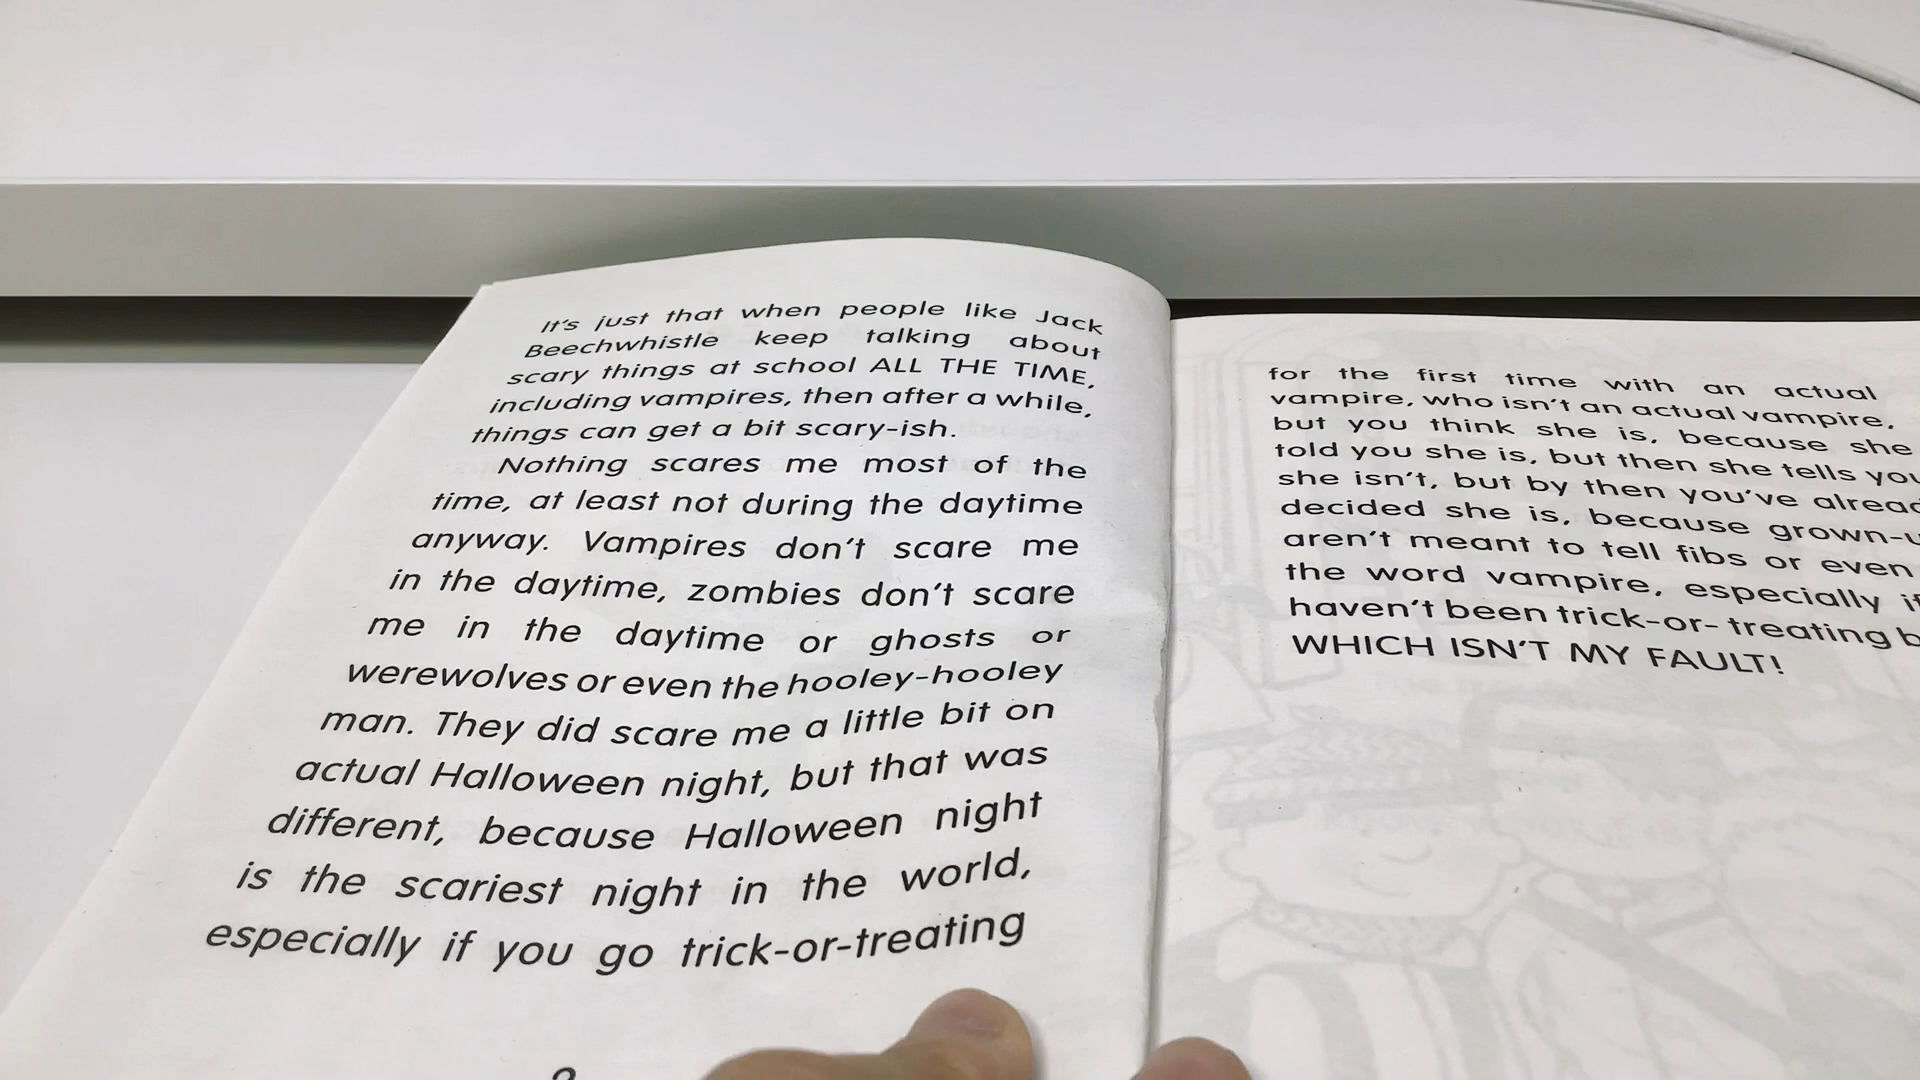 It's just that when people like Jack
Beechwhistle keep talking about
scary things at school ALL THE TIME,
including vampires, then after a while,
things can get a bit scary-ish.
Nothing scares me most of the
time, at least not during the daytime
anyway. Vampires don't scare me
in the daytime, zombies don't scare
me in the daytime or ghosts or
werewolves or even the hooley-hooley
man. They did scare me a little bit on
actual Halloween night, but that was
different, because Halloween night
is the scariest night in the world,
especially if you go trick-or-treating
for the first time with an actual
vampire, who isn't an actual vampire,
but you think she is, because she
told you she is, but then she tells you
she isn't, but by then you've
decided she is, because
aren't meant to tell fibs or even
the word vampire, especially
haven't been trick-or- treating
WHICH ISN'T MY FAULT!